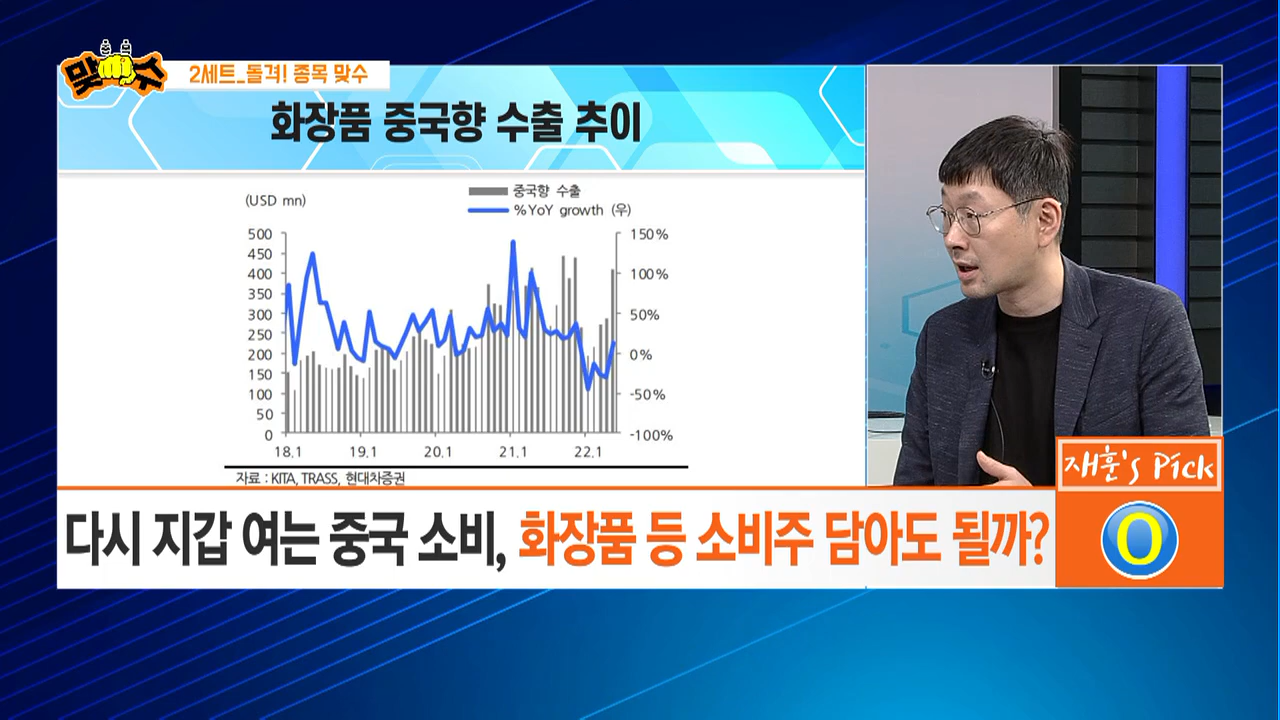 종목
맞수
2세트_돌격! 종목 맞수
화장품 중국향 수출 추이
(USD mn)
중국향 수출
%YoY growth (우)
500
450
400
350
300
250
200
150
100
50
0
150%
100%
50%
0%
-50%
-100%
18.1 19.1 20.1 21.1 22.1
자료 : KITA, TRASS, 현대차증권
재훈's Pick
다시 지갑 여는 중국 소비, 화장품 등 소비주 담아도 될까?
O